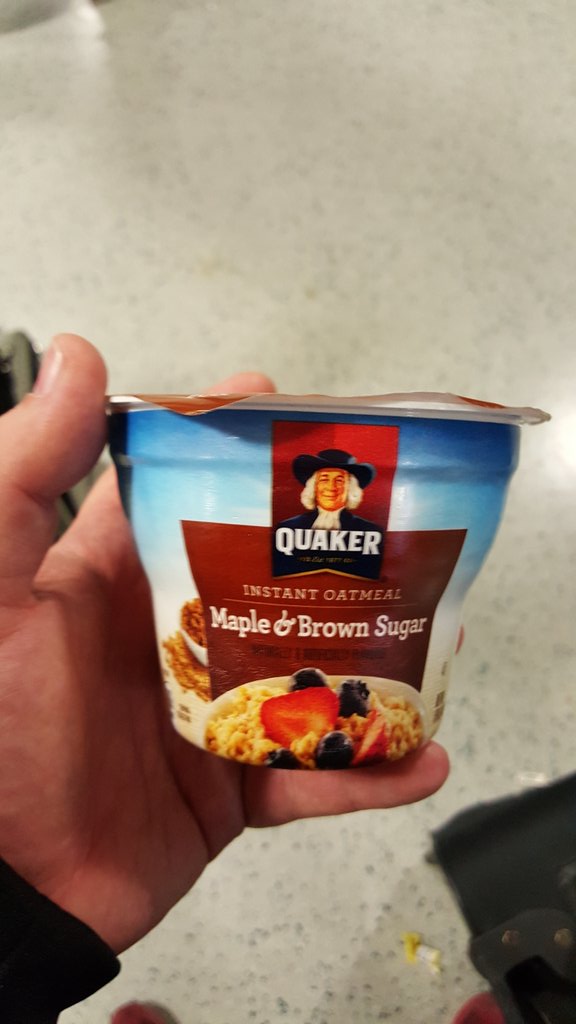 QUAKER
INSTANT OATMEAL
Maple & Brown Sugar